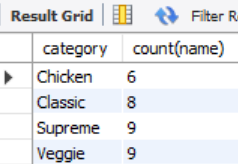 Result Grid Filter R
category count(name)
Chicken 6
Classic 8
Supreme 9
Veggie 9